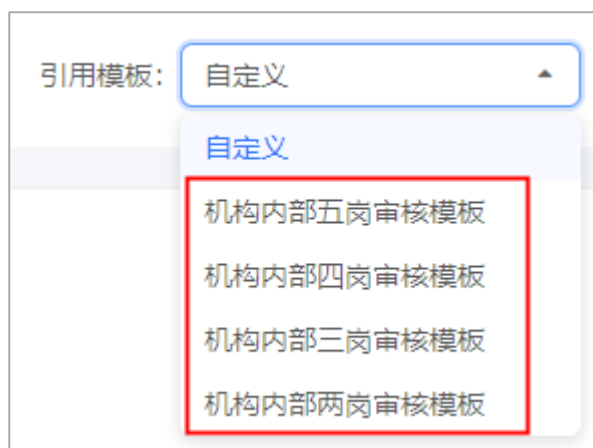 引用模板： 自定义
自定义
机构内部五岗审核模板
机构内部四岗审核模板
机构内部三岗审核模板
机构内部两岗审核模板